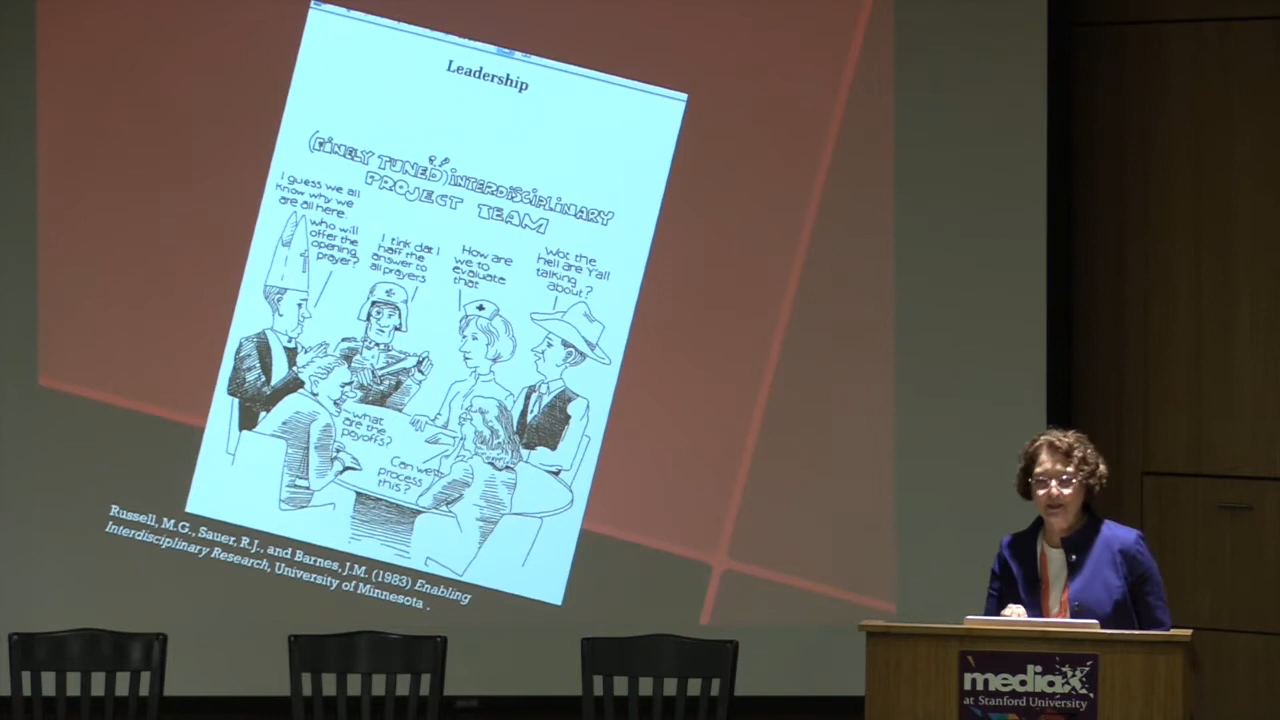 Leadership
(FINELY TUNED??) INTERDISCIPLINARY
PROJECT TEAM
I guess we all
know why we
are all here.
who will
offer the
opening
prayer?
I tink dat I
haff the
answer to
all prayers
How are
we to
evaluate
that
Wot the
hell are Y'all
talking
about?
what
are the
payoffs?
Can we
process
this?
Russell, M.G., Sauer, R.J., and Barnes, J.M. (1983) Enabling
Interdisciplinary Research, University of Minnesota .
mediaX
at Stanford University